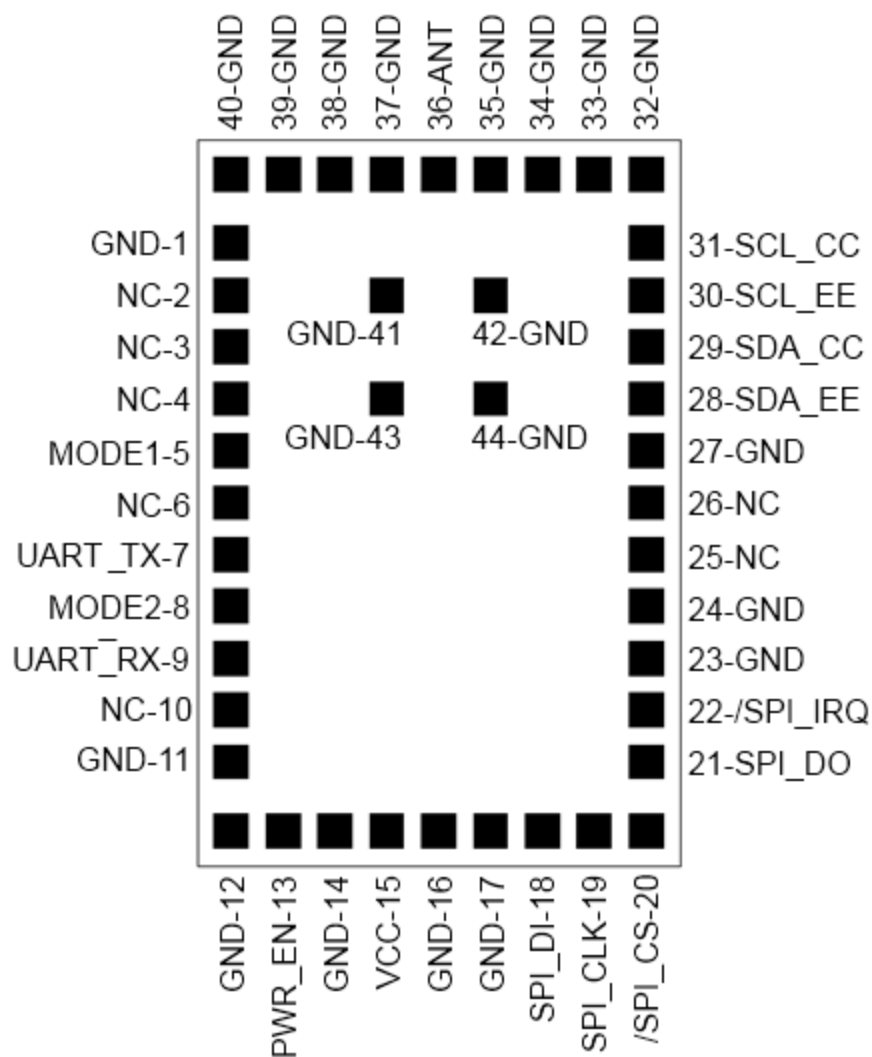 40-GND
39-GND
38-GND
37-GND
36-ANT
35-GND
34-GND
33-GND
32-GND
GND-1
31-SCL_CC
NC-2
30-SCL_EE
GND-41
42-GND
NC-3
29-SDA_CC
NC-4
28-SDA_EE
GND-43
44-GND
MODE1-5
27-GND
NC-6
26-NC
UART_TX-7
25-NC
MODE2-8
24-GND
UART_RX-9
23-GND
NC-10
22-/SPI_IRQ
GND-11
21-SPI_DO
GND-12
PWR_EN-13
GND-14
VCC-15
GND-16
GND-17
SPI_DI-18
SPI_CLK-19
/SPI_CS-20